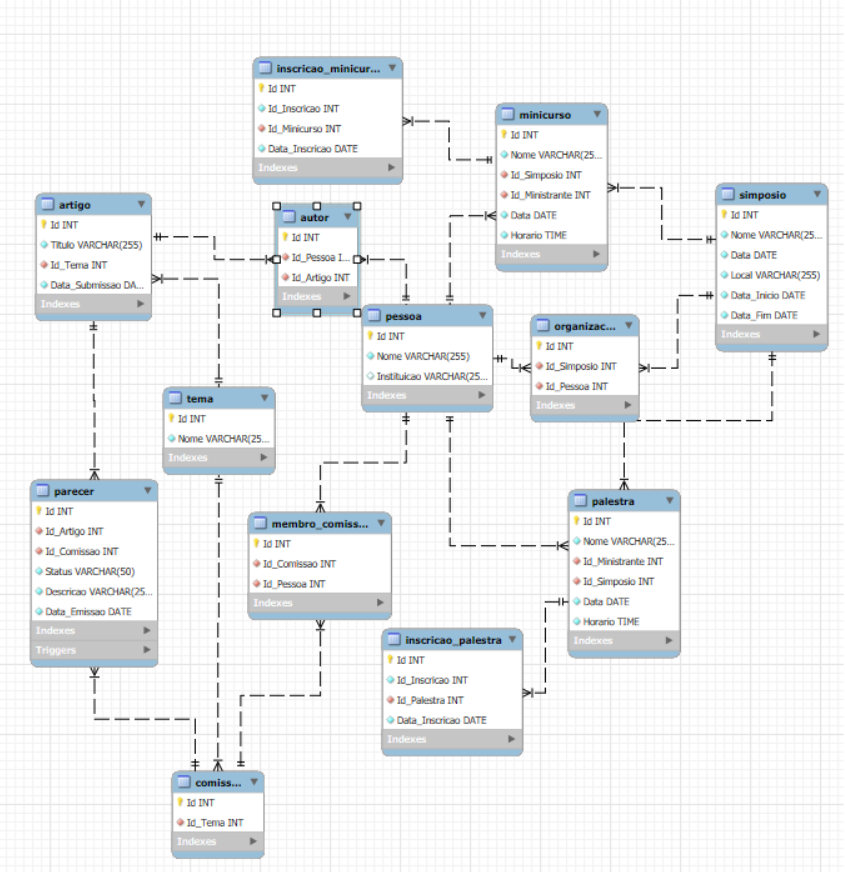 inscricao_minicur...
Id INT
Id_Inscricao INT
Id_Minicurso INT
Data_Inscricao DATE
Indexes
minicurso
Id INT
Nome VARCHAR(25...
Id_Simposio INT
Id_Ministrante INT
Data DATE
Horario TIME
Indexes
simposio
Id INT
Nome VARCHAR(25...
Data DATE
Local VARCHAR(255)
Data_Inicio DATE
Data_Fim DATE
Indexes
artigo
Id INT
Titulo VARCHAR(255)
Id_Tema INT
Data_Submissao DA...
Indexes
autor
Id INT
Id_Pessoa I...
Id_Artigo INT
Indexes
pessoa
Id INT
Nome VARCHAR(255)
Instituicao VARCHAR(25...
Indexes
organizac...
Id INT
Id_Simposio INT
Id_Pessoa INT
Indexes
tema
Id INT
Nome VARCHAR(25...
Indexes
parecer
Id INT
Id_Artigo INT
Id_Comissao INT
Status VARCHAR(50)
Descricao VARCHAR(25...
Data_Emissao DATE
Indexes
Triggers
membro_comiss...
Id INT
Id_Comissao INT
Id_Pessoa INT
Indexes
palestra
Id INT
Nome VARCHAR(25...
Id_Ministrante INT
Id_Simposio INT
Data DATE
Horario TIME
Indexes
inscricao_palestra
Id INT
Id_Inscricao INT
Id_Palestra INT
Data_Inscricao DATE
Indexes
comiss...
Id INT
Id_Tema INT
Indexes